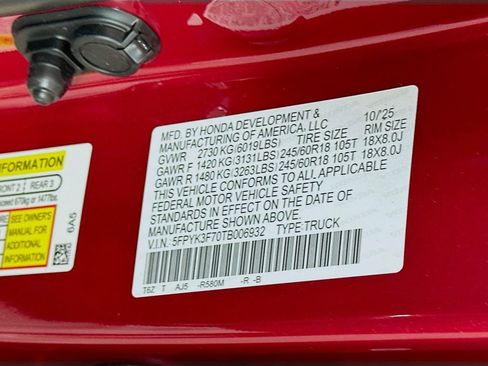 MFD. BY HONDA DEVELOPMENT & 10/'25
MANUFACTURING OF AMERICA, LLC
TIRE SIZE RIM SIZE
GVWR 2730 KG (6019LBS)
GAWR F 1420 KG (3131LBS) 245/60R18 105T 18X8.0J
GAWR R 1480 KG (3263LBS) 245/60R18 105T 18X8.0J
THIS VEHICLE CONFORMS TO ALL APPLICABLE
FEDERAL MOTOR VEHICLE SAFETY
STANDARDS IN EFFECT ON THE DATE OF
MANUFACTURE SHOWN ABOVE.
V.I.N.: 5FPYK3F70TB006932 TYPE:TRUCK
T6Z T AJ5 -R580M -R -B
INFORMATION
FRONT 2 REAR 3
exceed 670kg or 1477lbs.
SEE OWNER'S
MANUAL FOR
ADDITIONAL
INFORMATION
6A5